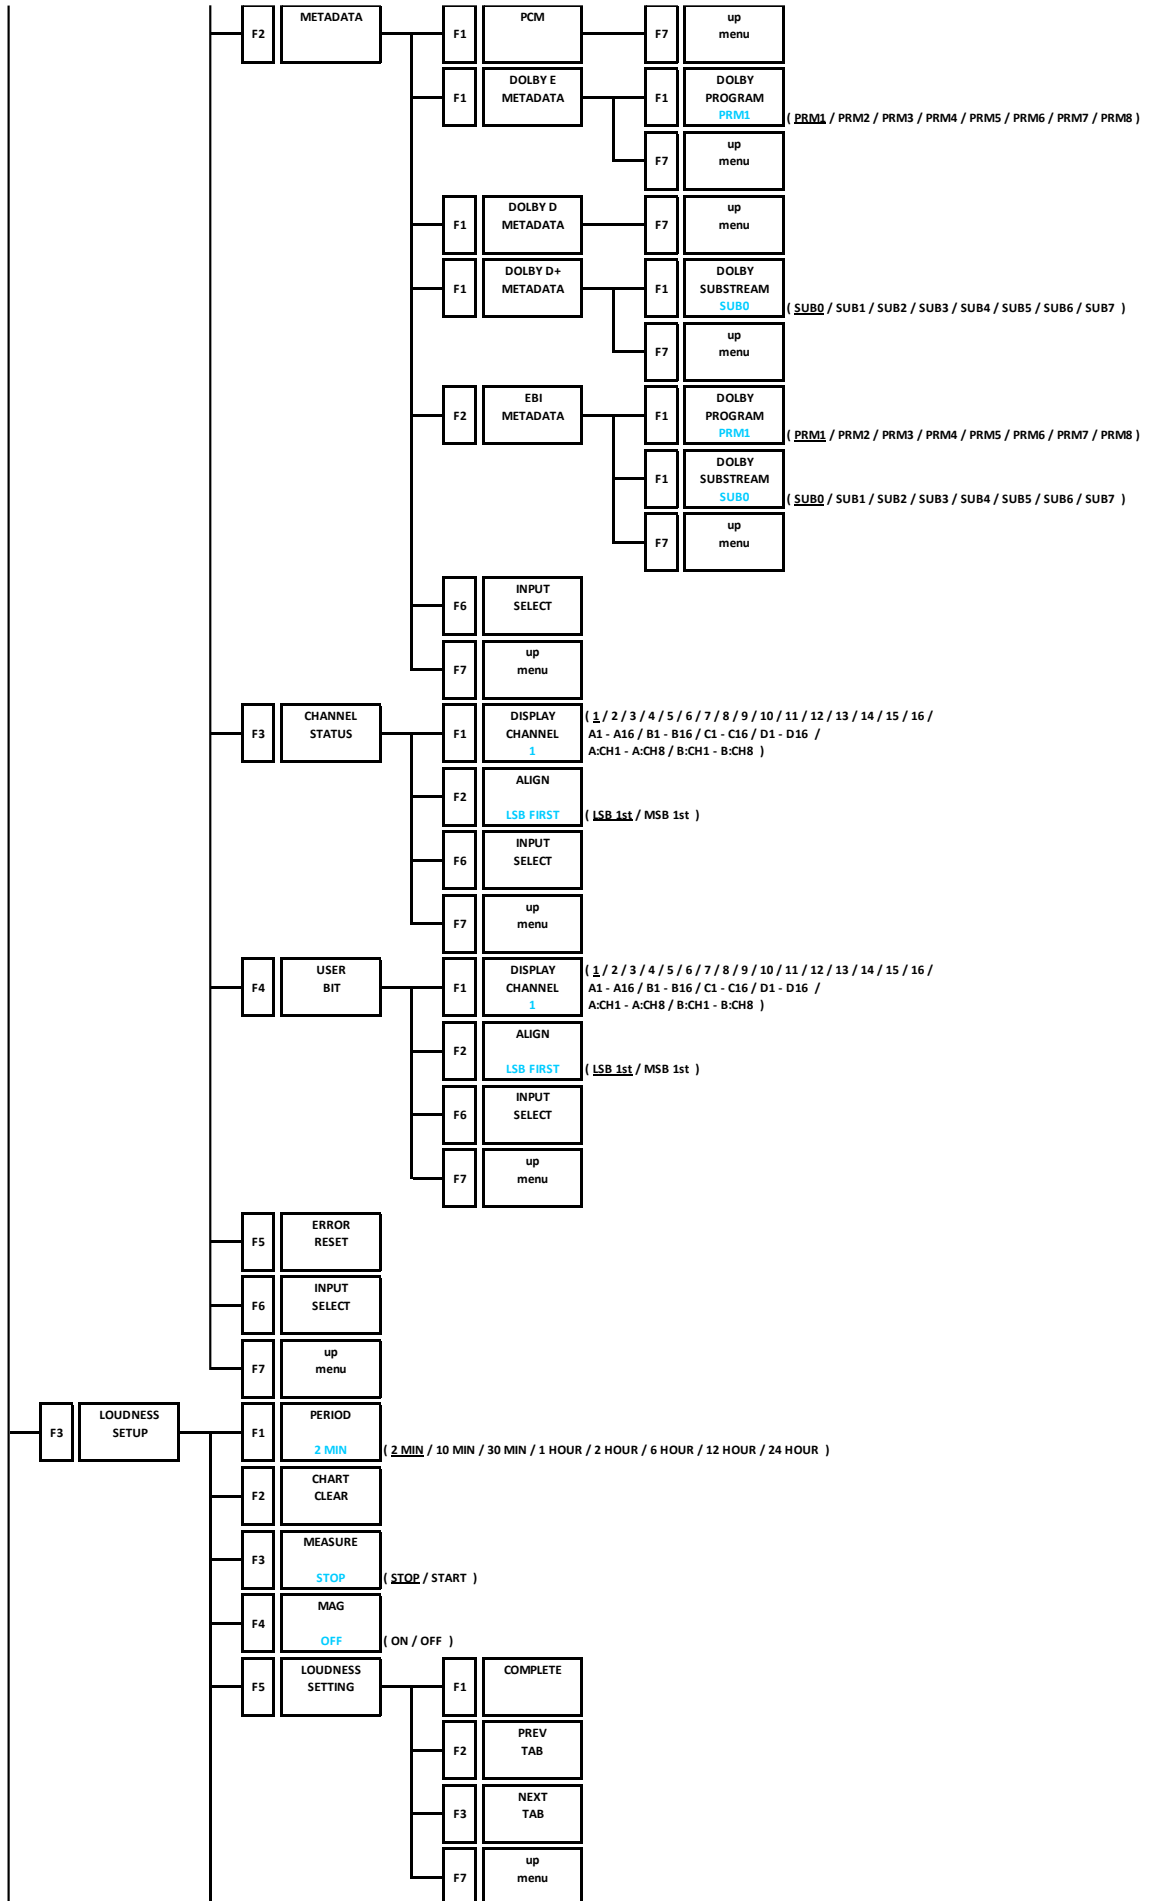 F2
METADATA
F1
PCM
F7
up
menu
F1
DOLBY E
METADATA
F1
DOLBY
PROGRAM
PRM1
( PRM1 / PRM2 / PRM3 / PRM4 / PRM5 / PRM6 / PRM7 / PRM8 )
F7
up
menu
F1
DOLBY D
METADATA
F7
up
menu
F1
DOLBY D+
METADATA
F1
DOLBY
SUBSTREAM
SUB0
( SUB0 / SUB1 / SUB2 / SUB3 / SUB4 / SUB5 / SUB6 / SUB7 )
F7
up
menu
F2
EBI
METADATA
F1
DOLBY
PROGRAM
PRM1
( PRM1 / PRM2 / PRM3 / PRM4 / PRM5 / PRM6 / PRM7 / PRM8 )
F1
DOLBY
SUBSTREAM
SUB0
( SUB0 / SUB1 / SUB2 / SUB3 / SUB4 / SUB5 / SUB6 / SUB7 )
F7
up
menu
F6
INPUT
SELECT
F7
up
menu
F3
CHANNEL
STATUS
F1
DISPLAY
CHANNEL
1
( 1 / 2 / 3 / 4 / 5 / 6 / 7 / 8 / 9 / 10 / 11 / 12 / 13 / 14 / 15 / 16 /
A1 - A16 / B1 - B16 / C1 - C16 / D1 - D16 /
A:CH1 - A:CH8 / B:CH1 - B:CH8 )
F2
ALIGN
LSB FIRST
( LSB 1st / MSB 1st )
F6
INPUT
SELECT
F7
up
menu
F4
USER
BIT
F1
DISPLAY
CHANNEL
1
( 1 / 2 / 3 / 4 / 5 / 6 / 7 / 8 / 9 / 10 / 11 / 12 / 13 / 14 / 15 / 16 /
A1 - A16 / B1 - B16 / C1 - C16 / D1 - D16 /
A:CH1 - A:CH8 / B:CH1 - B:CH8 )
F2
ALIGN
LSB FIRST
( LSB 1st / MSB 1st )
F6
INPUT
SELECT
F7
up
menu
F5
ERROR
RESET
F6
INPUT
SELECT
F7
up
menu
F3
LOUDNESS
SETUP
F1
PERIOD
2 MIN
( 2 MIN / 10 MIN / 30 MIN / 1 HOUR / 2 HOUR / 6 HOUR / 12 HOUR / 24 HOUR )
F2
CHART
CLEAR
F3
MEASURE
STOP
( STOP / START )
F4
MAG
OFF
( ON / OFF )
F5
LOUDNESS
SETTING
F1
COMPLETE
F2
PREV
TAB
F3
NEXT
TAB
F7
up
menu